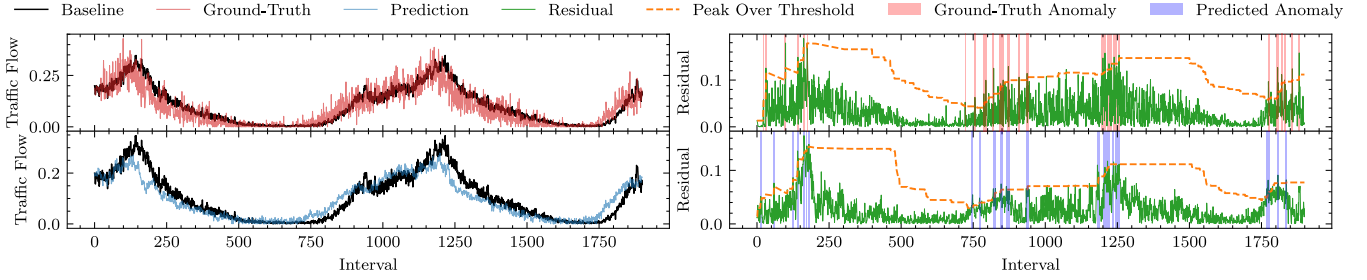 Baseline Ground-Truth Prediction Residual Peak Over Threshold Ground-Truth Anomaly Predicted Anomaly
Traffic Flow
0.25
0.00
Traffic Flow
0.2
0.0
0 250 500 750 1000 1250 1500 1750
Interval
Residual
0.1
0.0
Residual
0.1
0.0
0 250 500 750 1000 1250 1500 1750
Interval